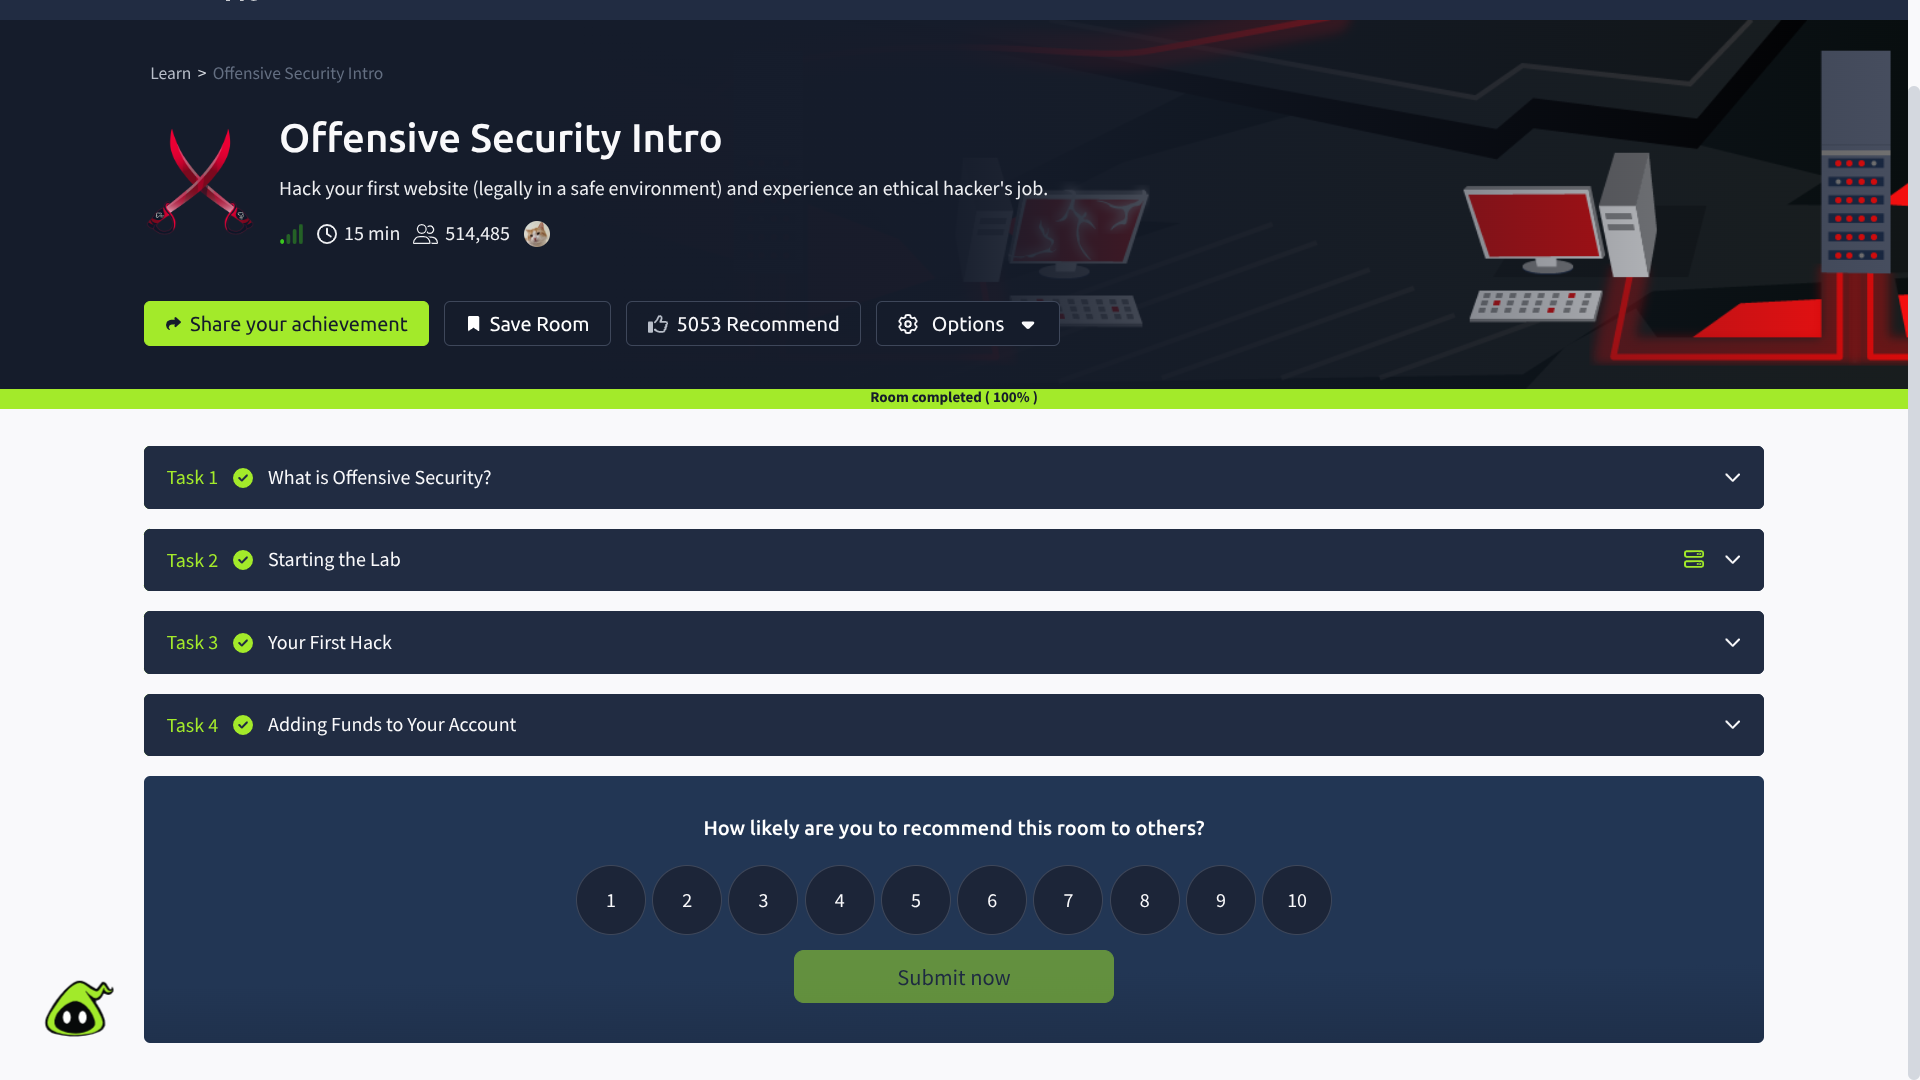 Learn > Offensive Security Intro
Offensive Security Intro
Hack your first website (legally in a safe environment) and experience an ethical hacker's job.
15 min 514,485
Share your achievement Save Room 5053 Recommend Options
Room completed ( 100% )
Task 1 What is Offensive Security?
Task 2 Starting the Lab
Task 3 Your First Hack
Task 4 Adding Funds to Your Account
How likely are you to recommend this room to others?
1 2 3 4 5 6 7 8 9 10
Submit now